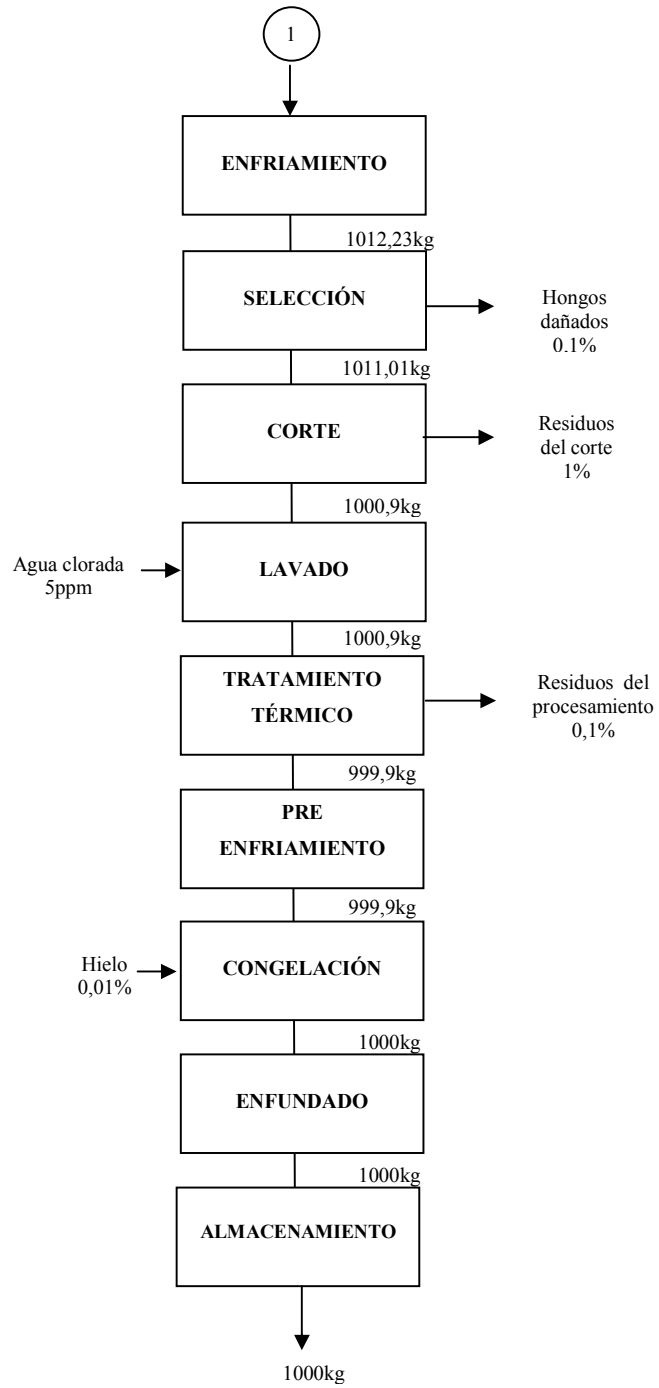 1
ENFRIAMIENTO
1012,23kg
SELECCIÓN
Hongos
dañados
0.1%
1011,01kg
CORTE
Residuos
del corte
1%
1000,9kg
Agua clorada
5ppm
LAVADO
1000,9kg
TRATAMIENTO
TÉRMICO
Residuos del
procesamiento
0,1%
999,9kg
PRE
ENFRIAMIENTO
999,9kg
Hielo
0,01%
CONGELACIÓN
1000kg
ENFUNDADO
1000kg
ALMACENAMIENTO
1000kg